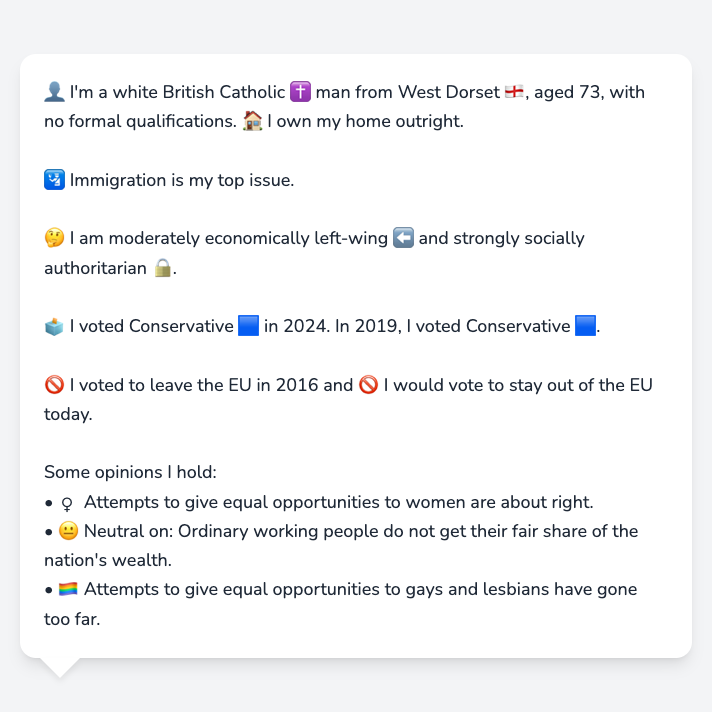 👤 I'm a white British Catholic ✝️ man from West Dorset 🏴󠁧󠁢󠁥󠁮󠁧󠁿, aged 73, with
no formal qualifications. 🏠 I own my home outright.
🛂 Immigration is my top issue.
🤔 I am moderately economically left-wing ⬅️ and strongly socially
authoritarian 🔒.
🗳️ I voted Conservative 🟦 in 2024. In 2019, I voted Conservative 🟦.
🚫 I voted to leave the EU in 2016 and 🚫 I would vote to stay out of the EU
today.
Some opinions I hold:
• ♀ Attempts to give equal opportunities to women are about right.
• 😐 Neutral on: Ordinary working people do not get their fair share of the
nation's wealth.
• 🏳️‍🌈 Attempts to give equal opportunities to gays and lesbians have gone
too far.